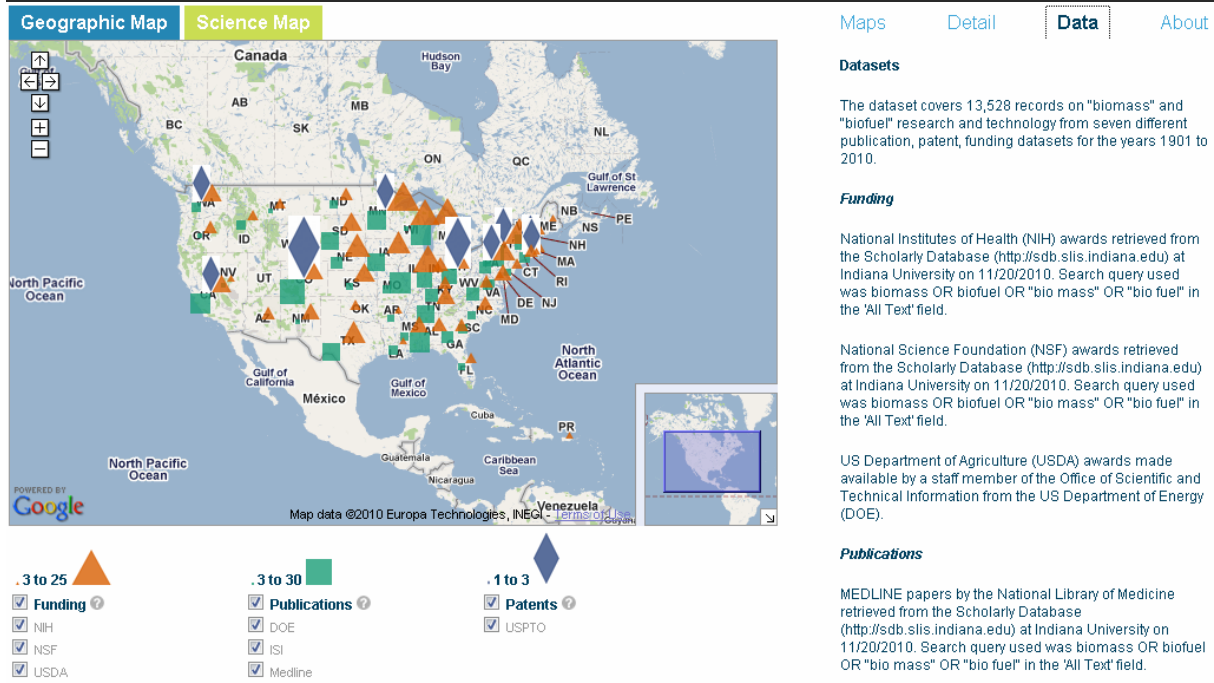 Geographic Map
Science Map
Maps
Detail
Data
About
Canada
Hudson
Bay
AB
MB
BC
SK
NL
ON
QC
Gulf of St
Lawrence
NB
PE
NS
WA
MT
ND
MN
ME
OR
ID
SD
WI
NH
MA
NV
UT
NE
IA
IL
CT
RI
North Pacific
Ocean
CA
CO
KS
MO
KY
WV
VA
DE
NJ
MD
AZ
NM
OK
AR
TN
NC
SC
MS
AL
GA
TX
LA
FL
Gulf of
California
México
Gulf of
Mexico
North
Atlantic
Ocean
Cuba
PR
Guatemala
Caribbean
Sea
Nicaragua
Venezuela
Guyana
North Pacific
Ocean
POWERED BY
Google
Map data ©2010 Europa Technologies, INEGI - Terms of Use
3 to 25
Funding ?
NIH
NSF
USDA
3 to 30
Publications ?
DOE
ISI
Medline
1 to 3
Patents ?
USPTO
Datasets
The dataset covers 13,528 records on "biomass" and
"biofuel" research and technology from seven different
publication, patent, funding datasets for the years 1901 to
2010.
Funding
National Institutes of Health (NIH) awards retrieved from
the Scholarly Database (http://sdb.slis.indiana.edu) at
Indiana University on 11/20/2010. Search query used
was biomass OR biofuel OR "bio mass" OR "bio fuel" in
the 'All Text' field.
National Science Foundation (NSF) awards retrieved
from the Scholarly Database (http://sdb.slis.indiana.edu)
at Indiana University on 11/20/2010. Search query used
was biomass OR biofuel OR "bio mass" OR "bio fuel" in
the 'All Text' field.
US Department of Agriculture (USDA) awards made
available by a staff member of the Office of Scientific and
Technical Information from the US Department of Energy
(DOE).
Publications
MEDLINE papers by the National Library of Medicine
retrieved from the Scholarly Database
(http://sdb.slis.indiana.edu) at Indiana University on
11/20/2010. Search query used was biomass OR biofuel
OR "bio mass" OR "bio fuel" in the 'All Text' field.